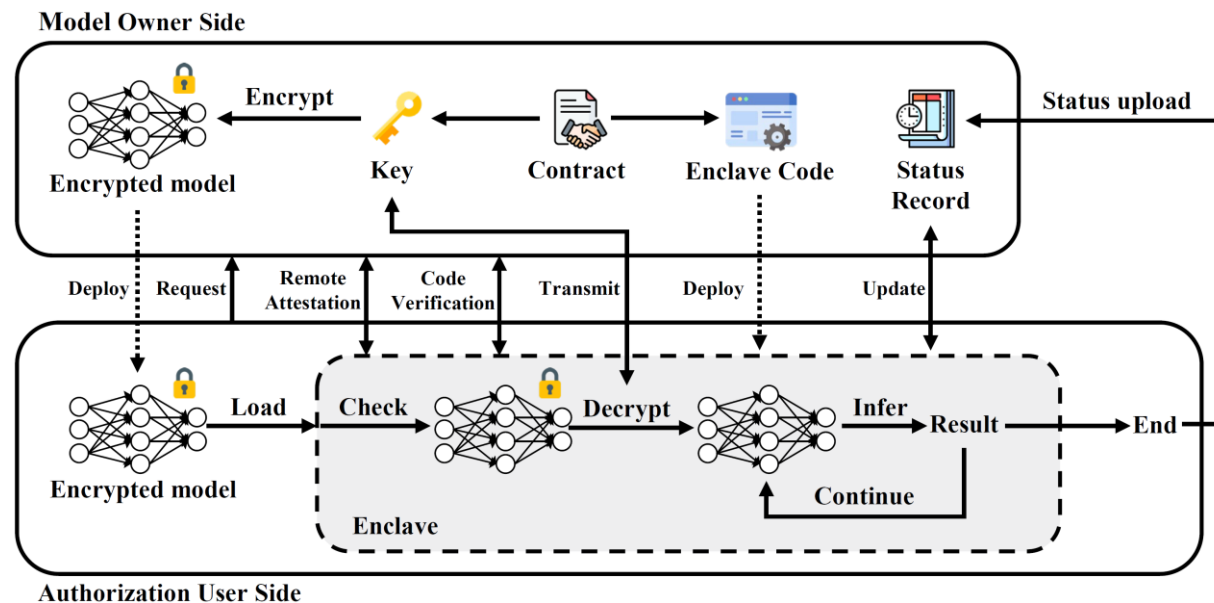 Model Owner Side
Encrypt
Status upload
Encrypted model
Key
Contract
Enclave Code
Status
Record
Deploy
Request
Remote
Attestation
Code
Verification
Transmit
Deploy
Update
Load
Check
Decrypt
Infer
Result
End
Encrypted model
Continue
Enclave
Authorization User Side